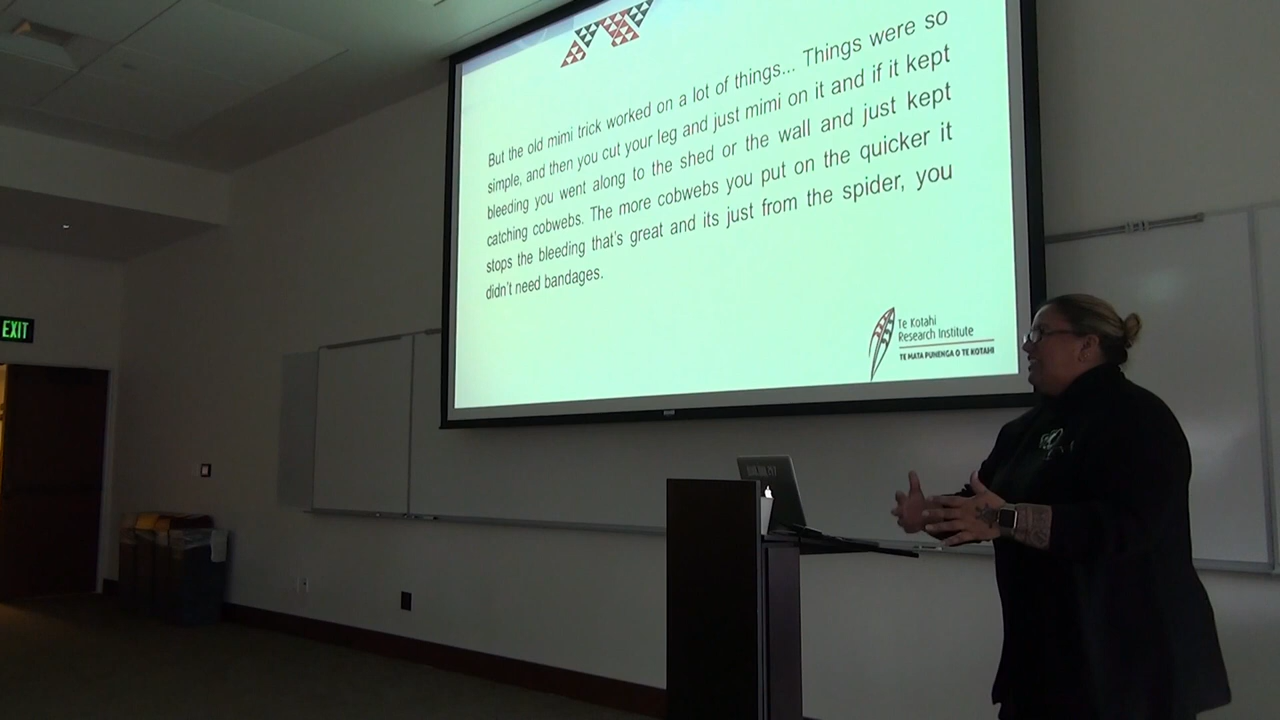 But the old mimi trick worked on a lot of things... Things were so
simple, and then you cut your leg and just mimi on it and if it kept
bleeding you went along to the shed or the wall and just kept
catching cobwebs. The more cobwebs you put on the quicker it
stops the bleeding that's great and its just from the spider, you
didn't need bandages.
Te Kotahi
Research Institute
TE MATA PUNENGA O TE KOTAHI
EXIT